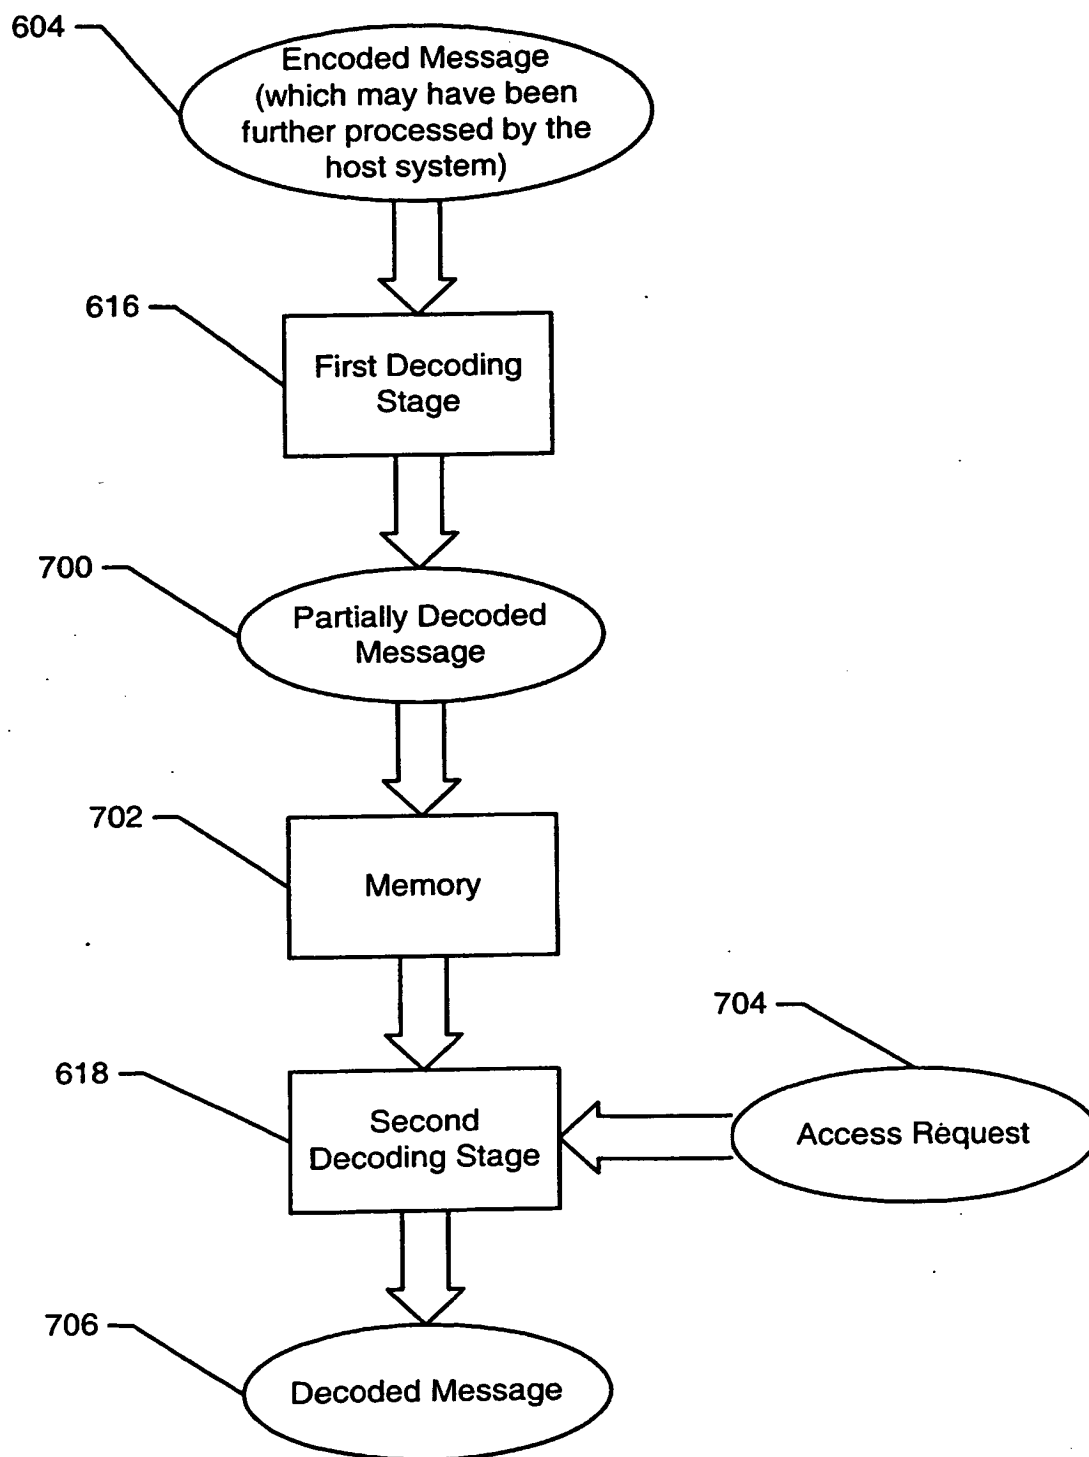 604
Encoded Message
(which may have been
further processed by the
host system)
616
First Decoding
Stage
700
Partially Decoded
Message
702
Memory
704
618
Second
Decoding Stage
Access Request
706
Decoded Message